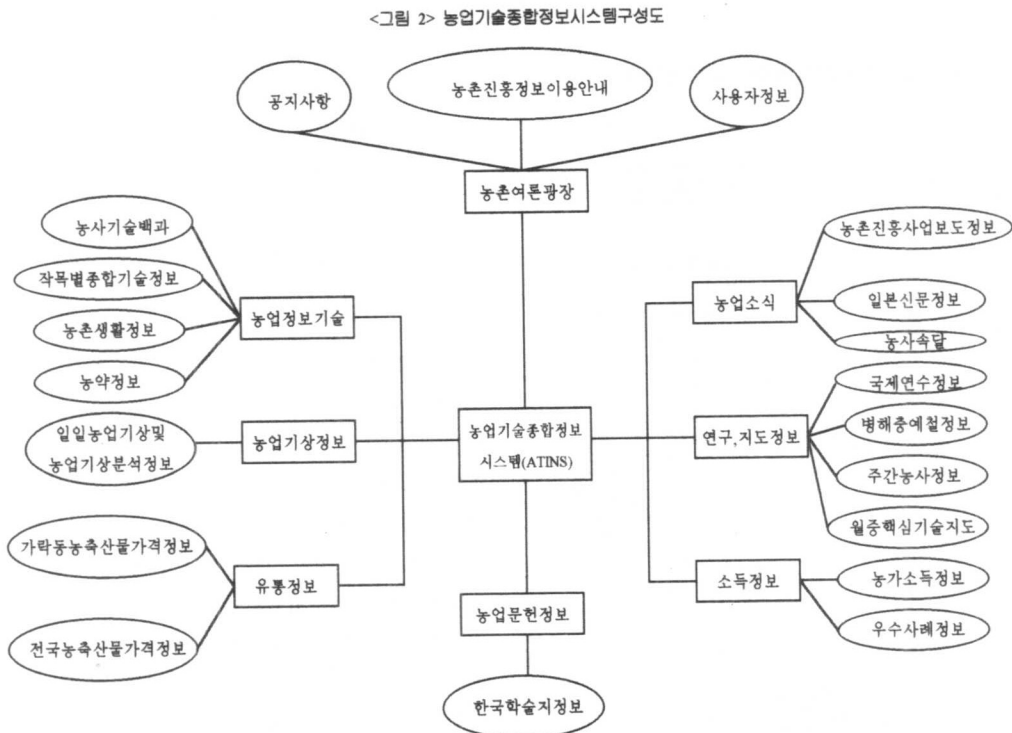 <그림 2> 농업기술종합정보시스템구성도
공지사항
농촌진흥정보이용안내
사용자정보
농촌여론광장
농사기술백과
작목별종합기술정보
농촌생활정보
농약정보
농업정보기술
일일농업기상및
농업기상분석정보
농업기상정보
가락동농축산물가격정보
전국농축산물가격정보
유통정보
농업기술종합정보
시스템(ATINS)
농업문헌정보
한국학술지정보
농업소식
농촌진흥사업보도정보
일본신문정보
농사속달
연구,지도정보
국제연수정보
병해충예찰정보
주간농사정보
월중핵심기술지도
소득정보
농가소득정보
우수사례정보